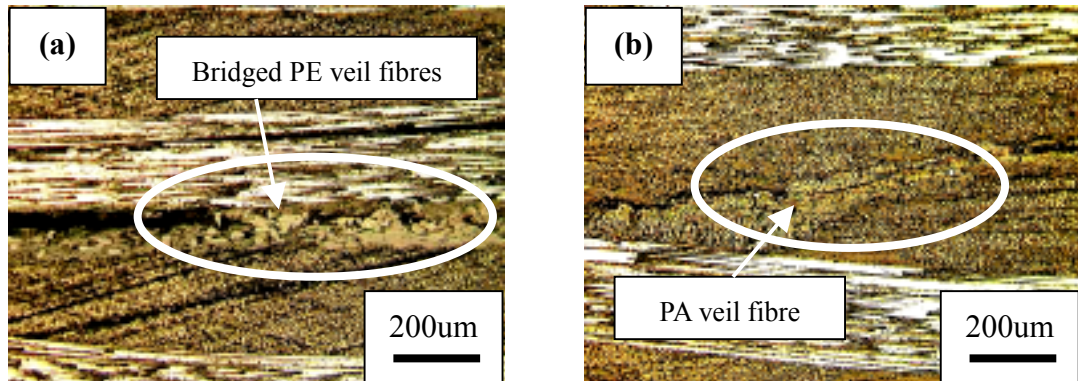 (a)
Bridged PE veil fibres
200um
(b)
PA veil fibre
200um